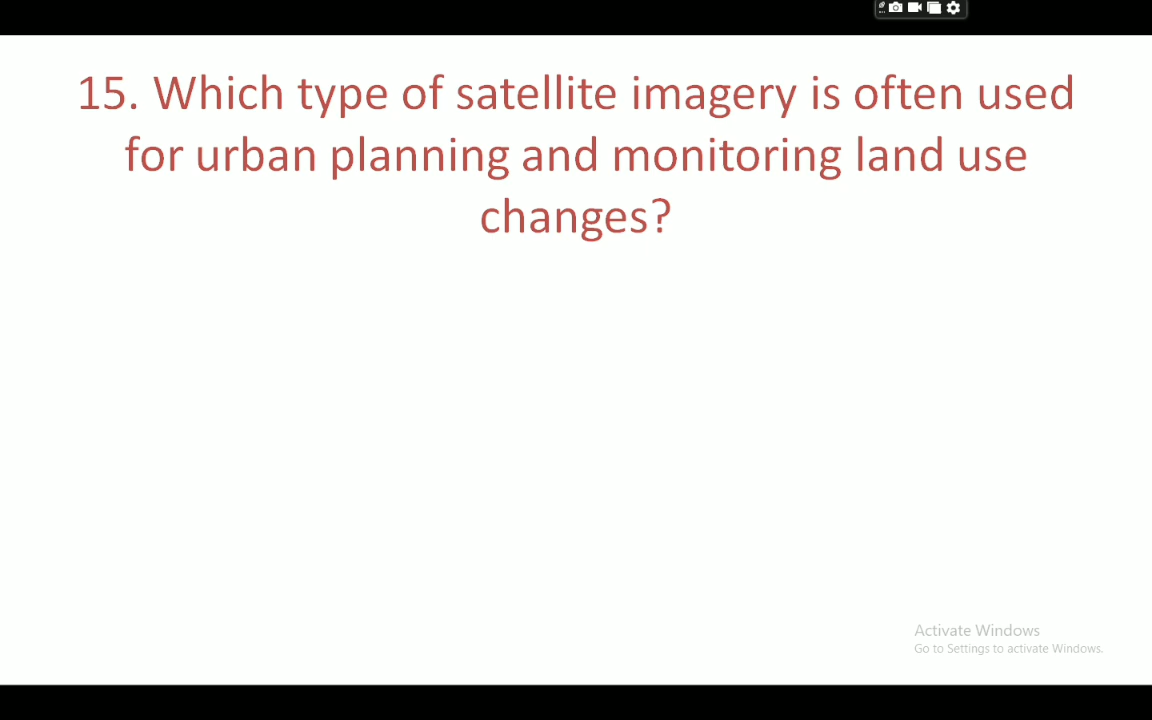 15. Which type of satellite imagery is often used
for urban planning and monitoring land use
changes?
Activate Windows
Go to Settings to activate Windows.